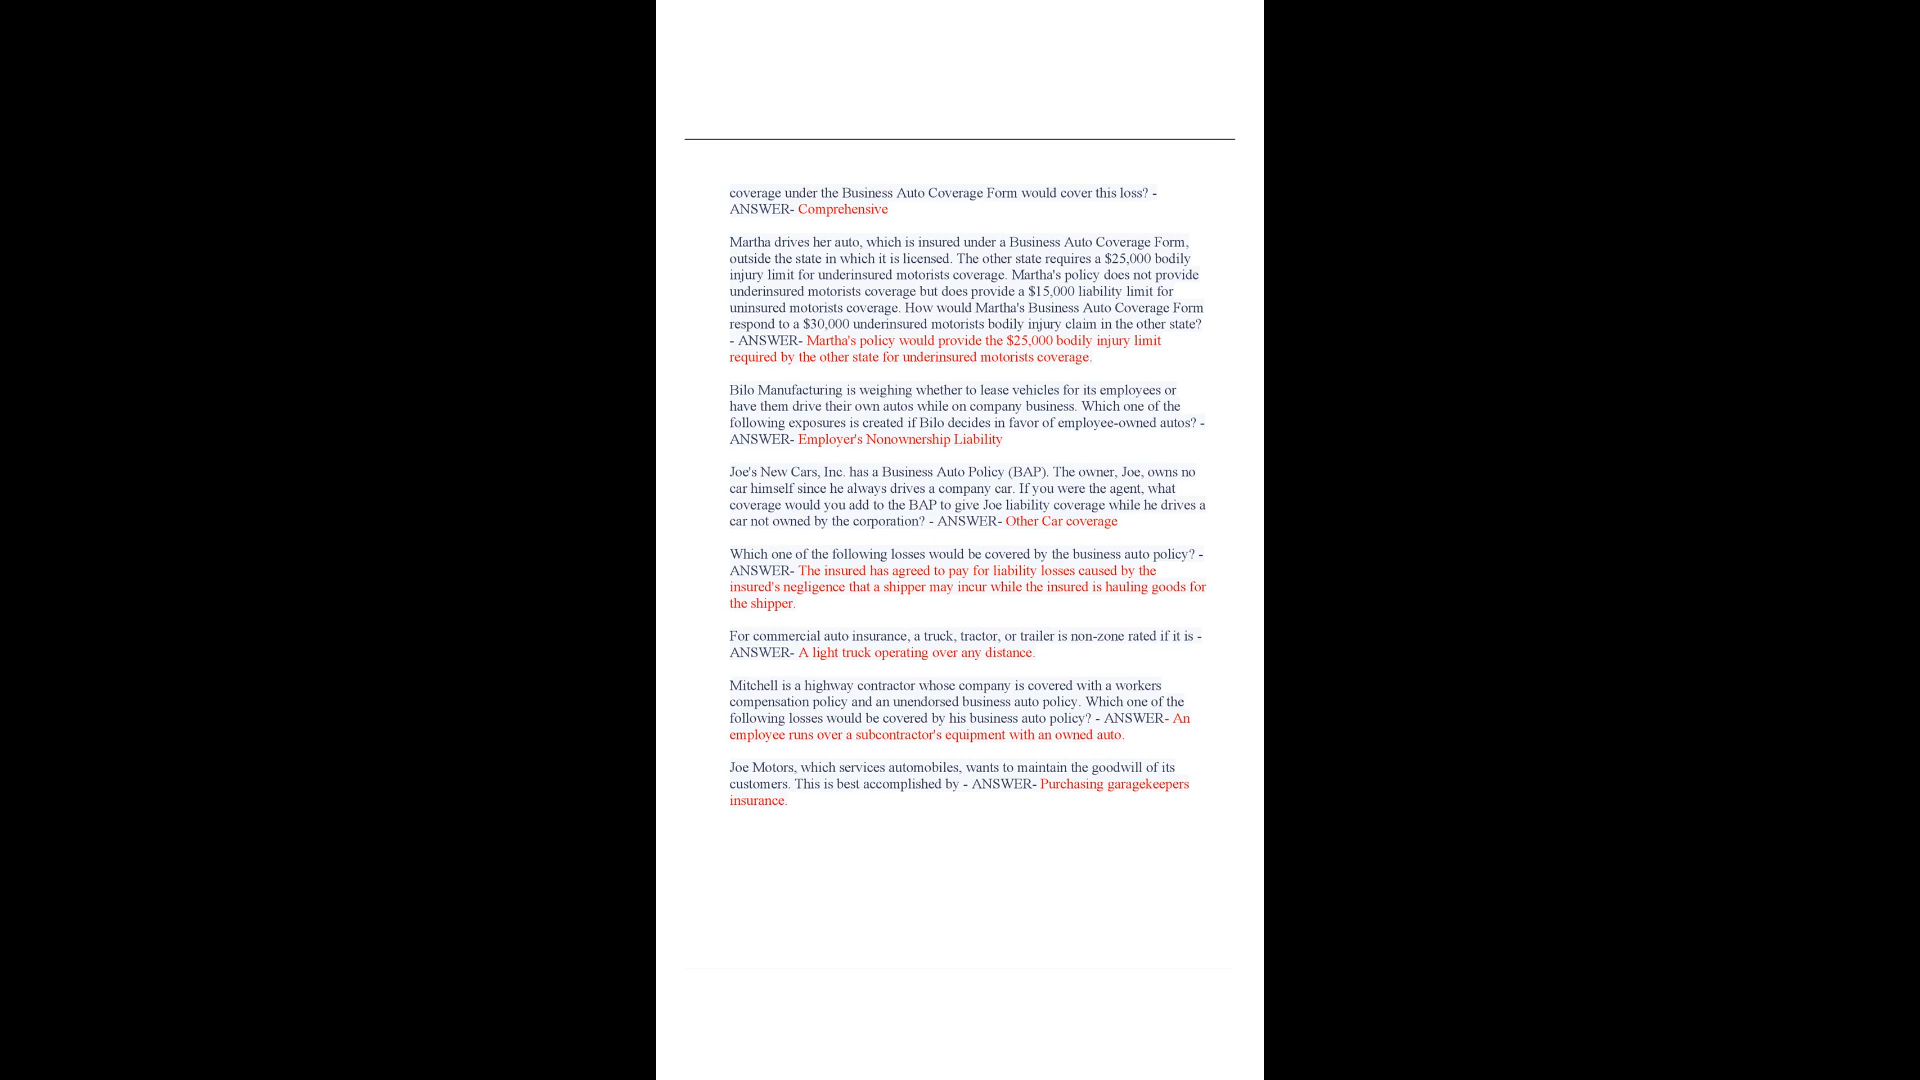 coverage under the Business Auto Coverage Form would cover this loss? -
ANSWER- Comprehensive
Martha drives her auto, which is insured under a Business Auto Coverage Form,
outside the state in which it is licensed. The other state requires a $25,000 bodily
injury limit for underinsured motorists coverage. Martha's policy does not provide
underinsured motorists coverage but does provide a $15,000 liability limit for
uninsured motorists coverage. How would Martha's Business Auto Coverage Form
respond to a $30,000 underinsured motorists bodily injury claim in the other state?
- ANSWER- Martha's policy would provide the $25,000 bodily injury limit
required by the other state for underinsured motorists coverage.
Bilo Manufacturing is weighing whether to lease vehicles for its employees or
have them drive their own autos while on company business. Which one of the
following exposures is created if Bilo decides in favor of employee-owned autos? -
ANSWER- Employer's Nonownership Liability
Joe's New Cars, Inc. has a Business Auto Policy (BAP). The owner, Joe, owns no
car himself since he always drives a company car. If you were the agent, what
coverage would you add to the BAP to give Joe liability coverage while he drives a
car not owned by the corporation? - ANSWER- Other Car coverage
Which one of the following losses would be covered by the business auto policy? -
ANSWER- The insured has agreed to pay for liability losses caused by the
insured's negligence that a shipper may incur while the insured is hauling goods for
the shipper.
For commercial auto insurance, a truck, tractor, or trailer is non-zone rated if it is -
ANSWER- A light truck operating over any distance.
Mitchell is a highway contractor whose company is covered with a workers
compensation policy and an unendorsed business auto policy. Which one of the
following losses would be covered by his business auto policy? - ANSWER- An
employee runs over a subcontractor's equipment with an owned auto.
Joe Motors, which services automobiles, wants to maintain the goodwill of its
customers. This is best accomplished by - ANSWER- Purchasing garagekeepers
insurance.